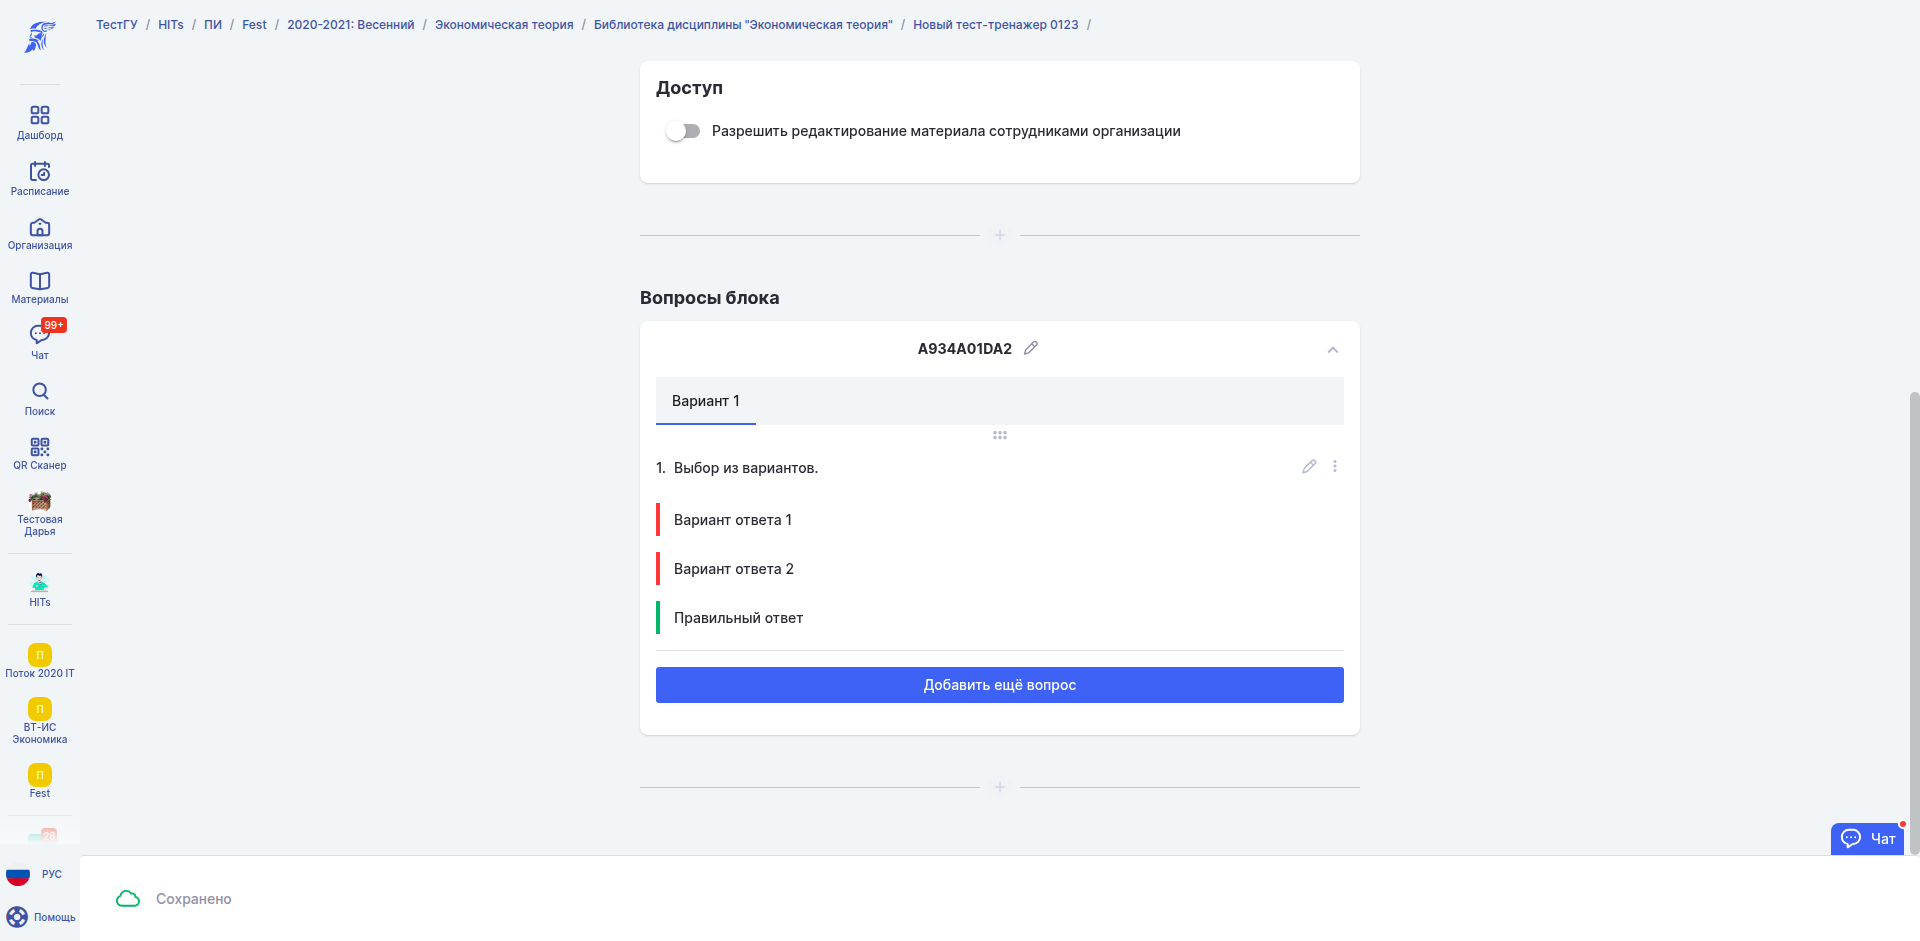 ТестГУ / HITs / ПИ / Fest / 2020-2021: Весенний / Экономическая теория / Библиотека дисциплины "Экономическая теория" / Новый тест-тренажер 0123 /
Дашборд
Расписание
Организация
Материалы
99+
Чат
Поиск
QR Сканер
Тестовая
Дарья
HITs
П
Поток 2020 IT
П
ВТ-ИС
Экономика
П
Fest
28
РУС
Помощь
Доступ
Разрешить редактирование материала сотрудниками организации
Вопросы блока
A934A01DA2
Вариант 1
1. Выбор из вариантов.
Вариант ответа 1
Вариант ответа 2
Правильный ответ
Добавить ещё вопрос
Чат
Сохранено